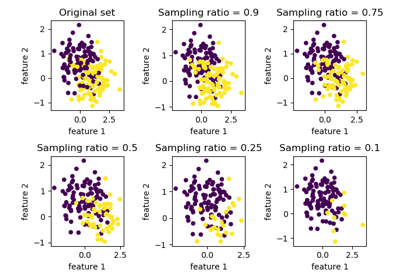 Original set
Sampling ratio = 0.9
Sampling ratio = 0.75
2
1
0
−1
feature 2
0.0
2.5
feature 1
2
1
0
−1
feature 2
0.0
2.5
feature 1
2
1
0
−1
feature 2
0.0
2.5
feature 1
Sampling ratio = 0.5
Sampling ratio = 0.25
Sampling ratio = 0.1
2
1
0
−1
feature 2
0.0
2.5
feature 1
2
1
0
−1
feature 2
0.0
2.5
feature 1
2
1
0
−1
feature 2
0.0
2.5
feature 1